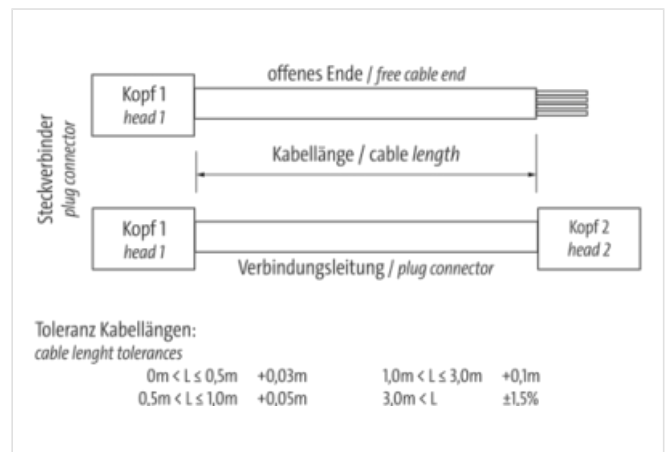 offenes Ende / free cable end
Kopf 1
head 1
Kabellänge / cable length
Steckverbinder
plug connector
Kopf 1
head 1
Kopf 2
head 2
Verbindungsleitung / plug connector
Toleranz Kabellängen:
cable lenght tolerances
0m < L ≤ 0,5m +0,03m 1,0m < L ≤ 3,0m +0,1m
0,5m < L ≤ 1,0m +0,05m 3,0m < L ±1,5%